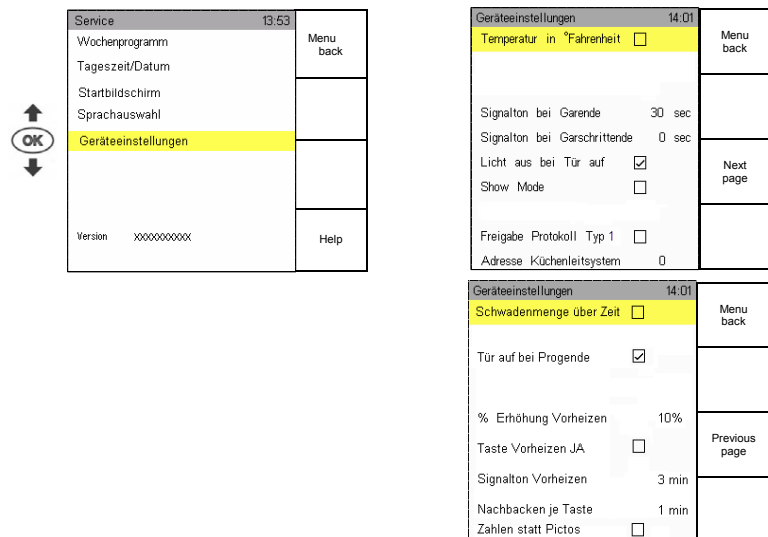 Service 13:53
Wochenprogramm
Tageszeit/Datum
Startbildschirm
Sprachauswahl
Geräteeinstellungen
Version XXXXXXXXXX
Menu
back
Help
OK
Geräteeinstellungen 14:01
Temperatur in °Fahrenheit
Signalton bei Garende 30 sec
Signalton bei Garschrittende 0 sec
Licht aus bei Tür auf
Show Mode
Freigabe Protokoll Typ 1
Adresse Küchenleitsystem 0
Menu
back
Next
page
Geräteeinstellungen 14:01
Schwadenmenge über Zeit
Tür auf bei Progende
% Erhöhung Vorheizen 10%
Taste Vorheizen JA
Signalton Vorheizen 3 min
Nachbacken je Taste 1 min
Zahlen statt Pictos
Menu
back
Previous
page